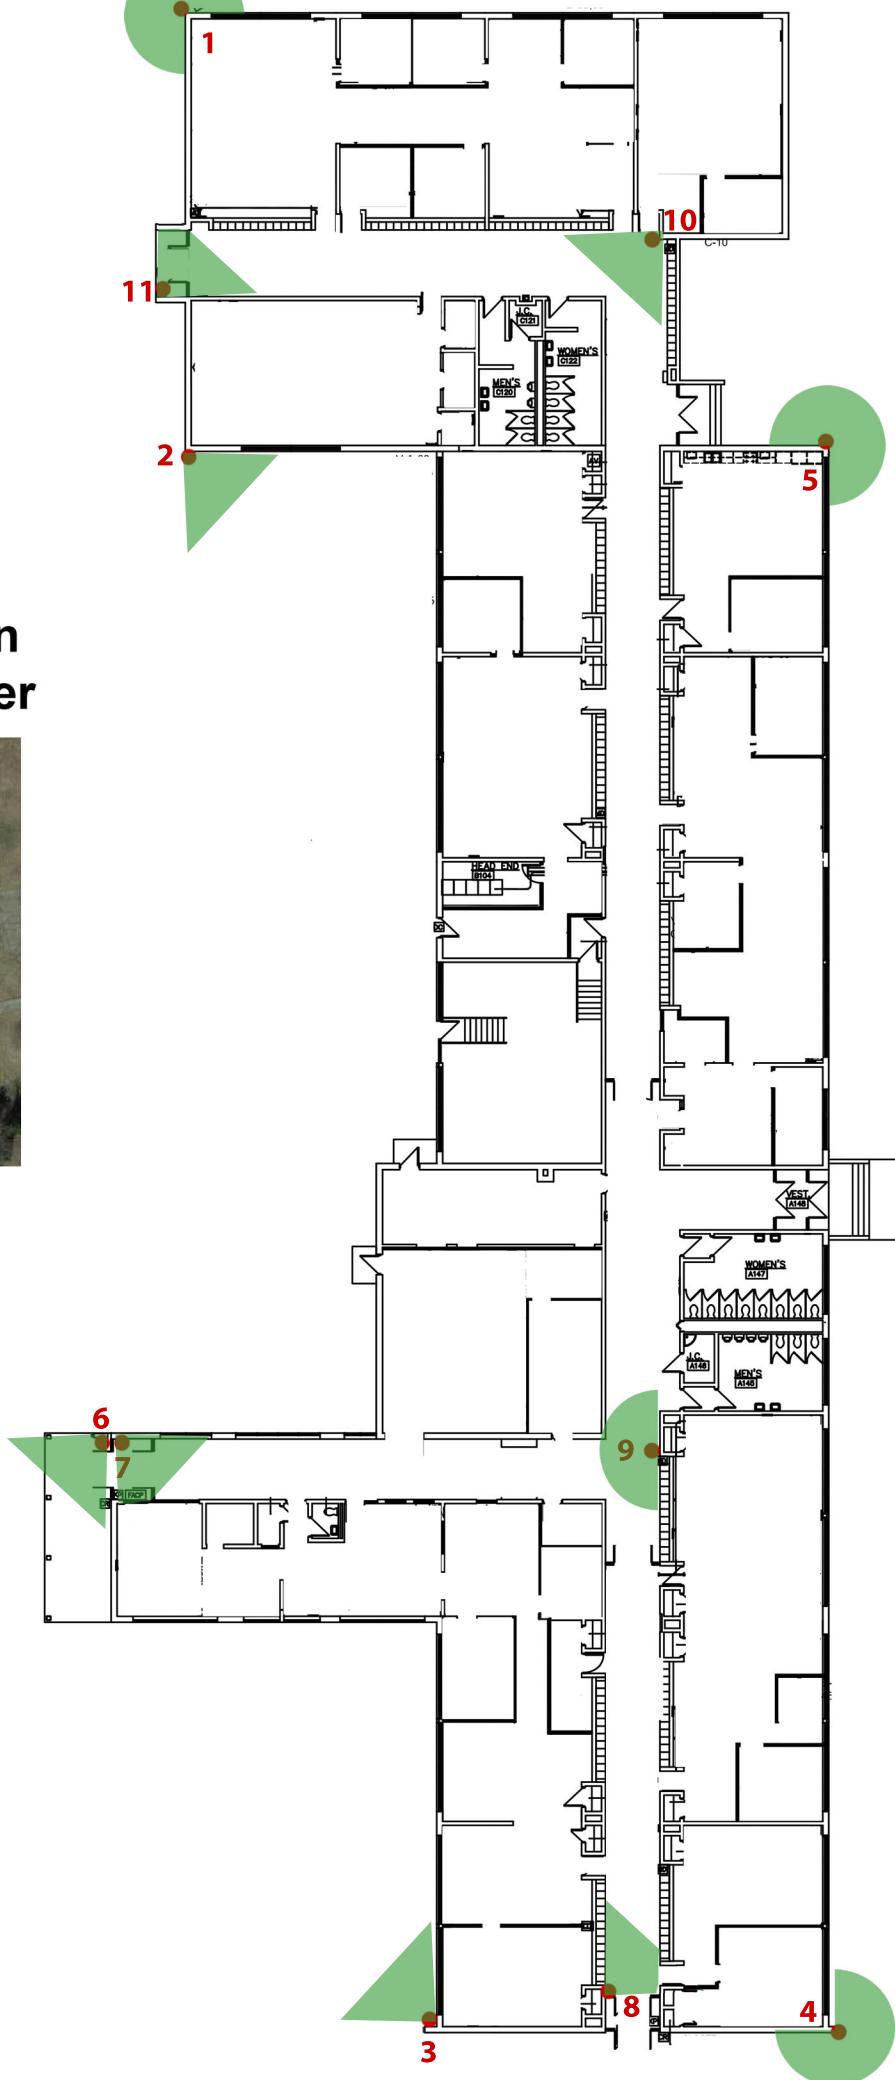 1
10
C-10
11
J.C.
C121
WOMEN'S
C122
MEN'S
C120
2
5
n
er
HEAD END
B104
VEST.
A148
WOMEN'S
A147
J.C.
A146
MEN'S
A145
6
7
9
FACP
8
4
3